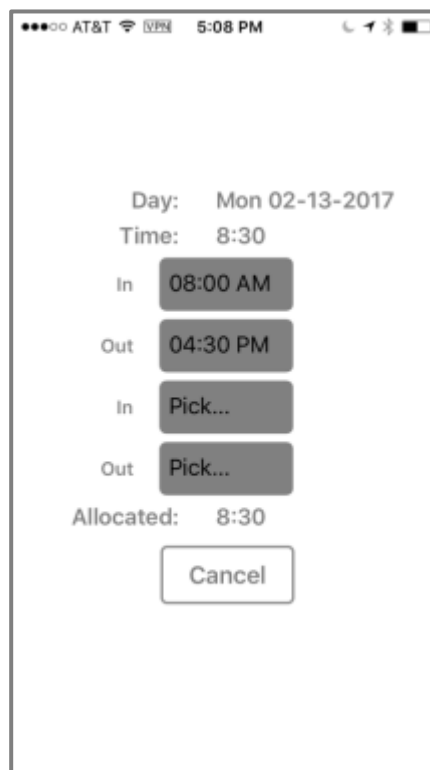 AT&T VPN 5:08 PM
Day: Mon 02-13-2017
Time: 8:30
In 08:00 AM
Out 04:30 PM
In Pick...
Out Pick...
Allocated: 8:30
Cancel